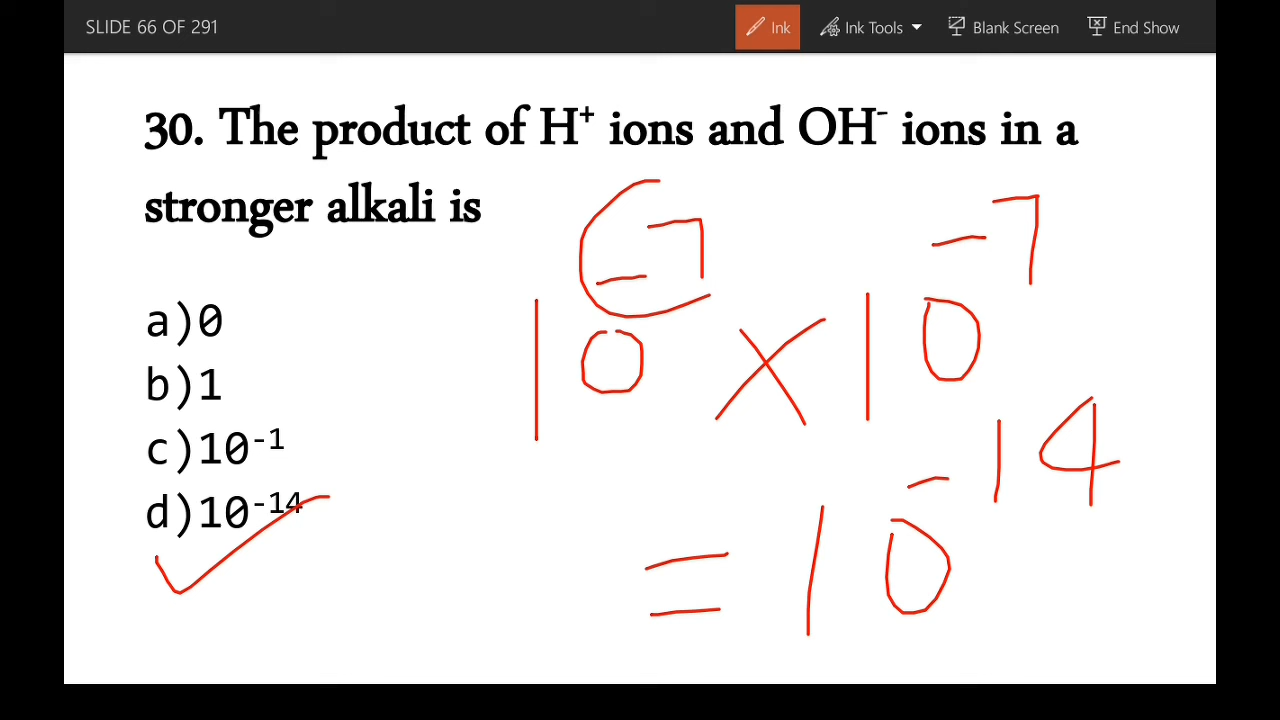 SLIDE 66 OF 291
Ink
Ink Tools
Blank Screen
End Show
30. The product of H⁺ ions and OH⁻ ions in a
stronger alkali is
a)0
b)1
c)10⁻¹
d)10⁻¹⁴
10⁻⁷ × 10⁻⁷
= 10⁻¹⁴